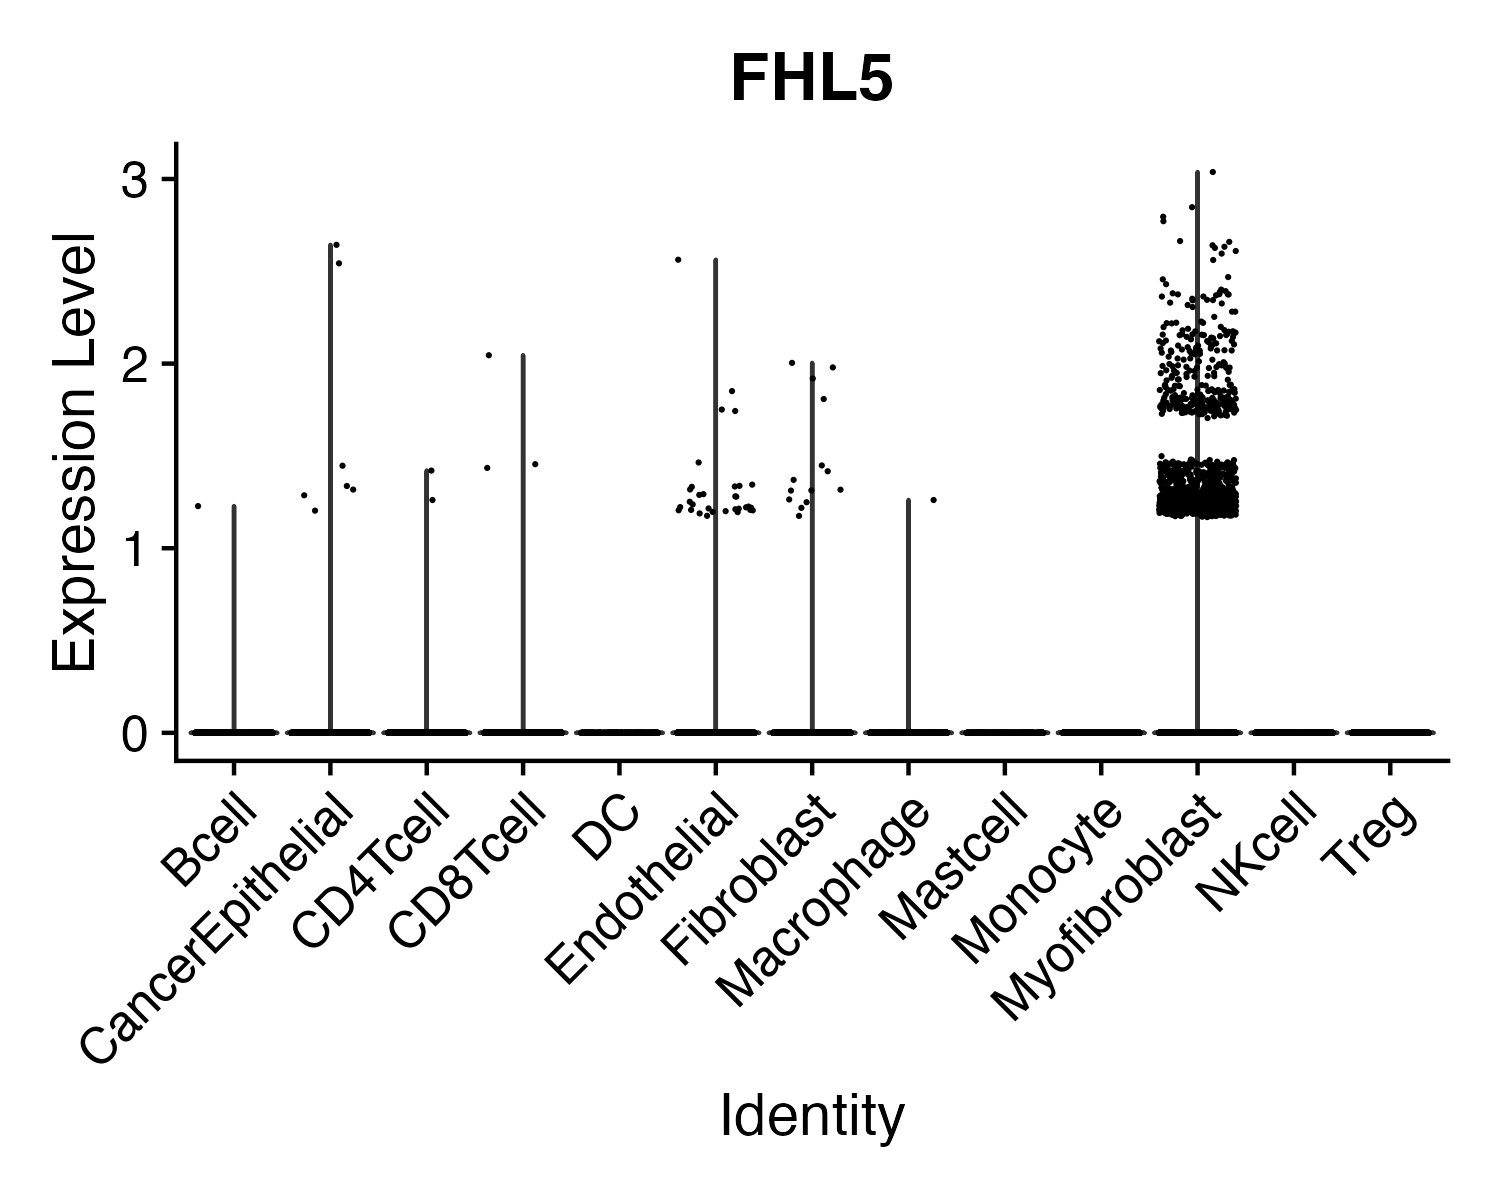 FHL5
Expression Level
3
2
1
0
Bcell
CancerEpithelial
CD4Tcell
CD8Tcell
DC
Endothelial
Fibroblast
Macrophage
Mastcell
Monocyte
Myofibroblast
NKcell
Treg
Identity